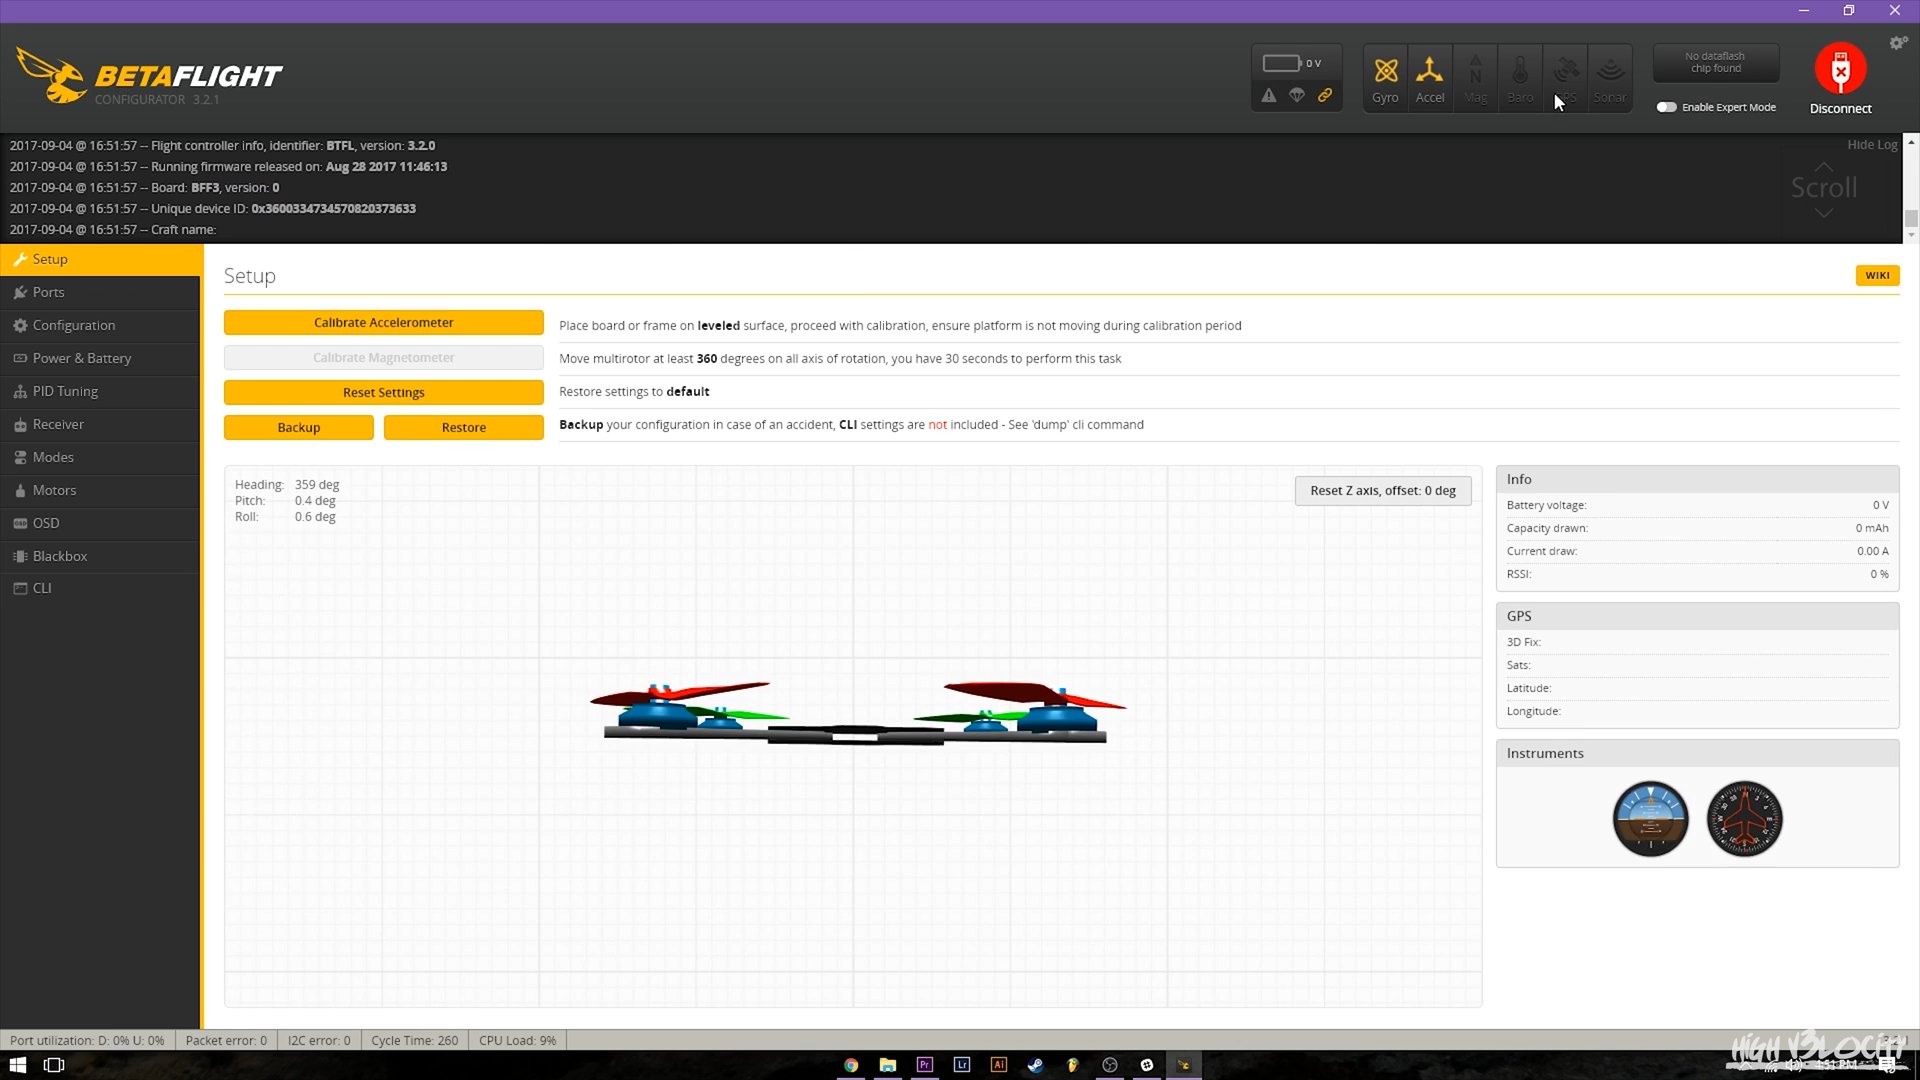 BETAFLIGHT
CONFIGURATOR 3.2.1
0 V
Gyro
Accel
Mag
Baro
Sonar
No dataflash
chip found
Enable Expert Mode
Disconnect
2017-09-04 @ 16:51:57 -- Flight controller info, identifier: BTFL, version: 3.2.0
2017-09-04 @ 16:51:57 -- Running firmware released on: Aug 28 2017 11:46:13
2017-09-04 @ 16:51:57 -- Board: BFF3, version: 0
2017-09-04 @ 16:51:57 -- Unique device ID: 0x3600334734570820373633
2017-09-04 @ 16:51:57 -- Craft name:
Hide Log
Scroll
Setup
Ports
Configuration
Power & Battery
PID Tuning
Receiver
Modes
Motors
OSD
Blackbox
CLI
Setup
WIKI
Calibrate Accelerometer
Place board or frame on leveled surface, proceed with calibration, ensure platform is not moving during calibration period
Calibrate Magnetometer
Move multirotor at least 360 degrees on all axis of rotation, you have 30 seconds to perform this task
Reset Settings
Restore settings to default
Backup
Restore
Backup your configuration in case of an accident, CLI settings are not included - See 'dump' cli command
Heading: 359 deg
Pitch: 0.4 deg
Roll: 0.6 deg
Reset Z axis, offset: 0 deg
Info
Battery voltage: 0 V
Capacity drawn: 0 mAh
Current draw: 0.00 A
RSSI: 0 %
GPS
3D Fix:
Sats:
Latitude:
Longitude:
Instruments
Port utilization: D: 0% U: 0%
Packet error: 0
I2C error: 0
Cycle Time: 260
CPU Load: 9%
HIGH V3LOCITY
Pr
Lr
Ai
4:51 PM